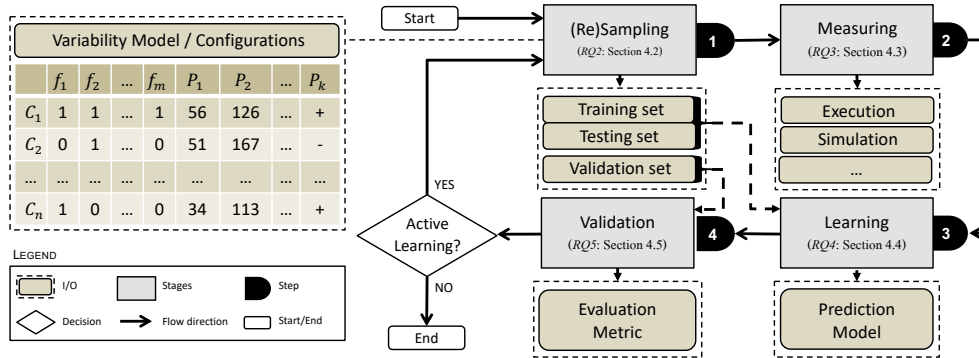 Variability Model / Configurations
f1 f2 ... fm P1 P2 ... Pk
C1 1 1 ... 1 56 126 ... +
C2 0 1 ... 0 51 167 ... -
... ... ... ... ... ... ... ... ...
Cn 1 0 ... 0 34 113 ... +
LEGEND
I/O
Stages
Step
Decision
Flow direction
Start/End
Start
(Re)Sampling
(RQ2: Section 4.2)
1
Measuring
(RQ3: Section 4.3)
2
Training set
Testing set
Validation set
Execution
Simulation
...
YES
Active
Learning?
NO
End
Validation
(RQ5: Section 4.5)
4
Learning
(RQ4: Section 4.4)
3
Evaluation
Metric
Prediction
Model